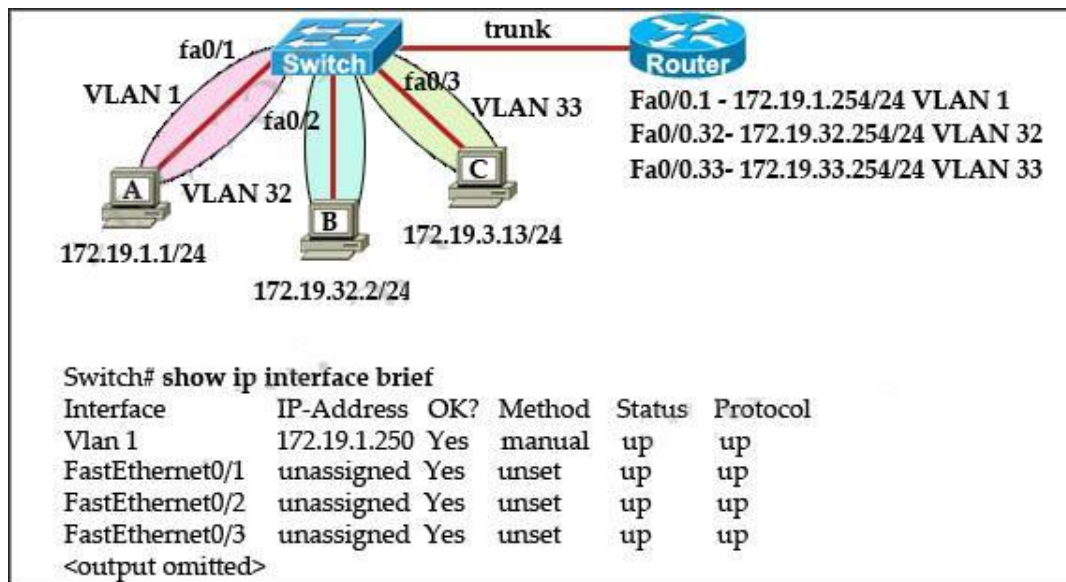 trunk
fa0/1
Switch
Router
fa0/3
VLAN 1
VLAN 33
fa0/2
Fa0/0.1 - 172.19.1.254/24 VLAN 1
Fa0/0.32- 172.19.32.254/24 VLAN 32
Fa0/0.33- 172.19.33.254/24 VLAN 33
A
VLAN 32
C
B
172.19.1.1/24
172.19.3.13/24
172.19.32.2/24
Switch# show ip interface brief
Interface IP-Address OK? Method Status Protocol
Vlan 1 172.19.1.250 Yes manual up up
FastEthernet0/1 unassigned Yes unset up up
FastEthernet0/2 unassigned Yes unset up up
FastEthernet0/3 unassigned Yes unset up up
<output omitted>